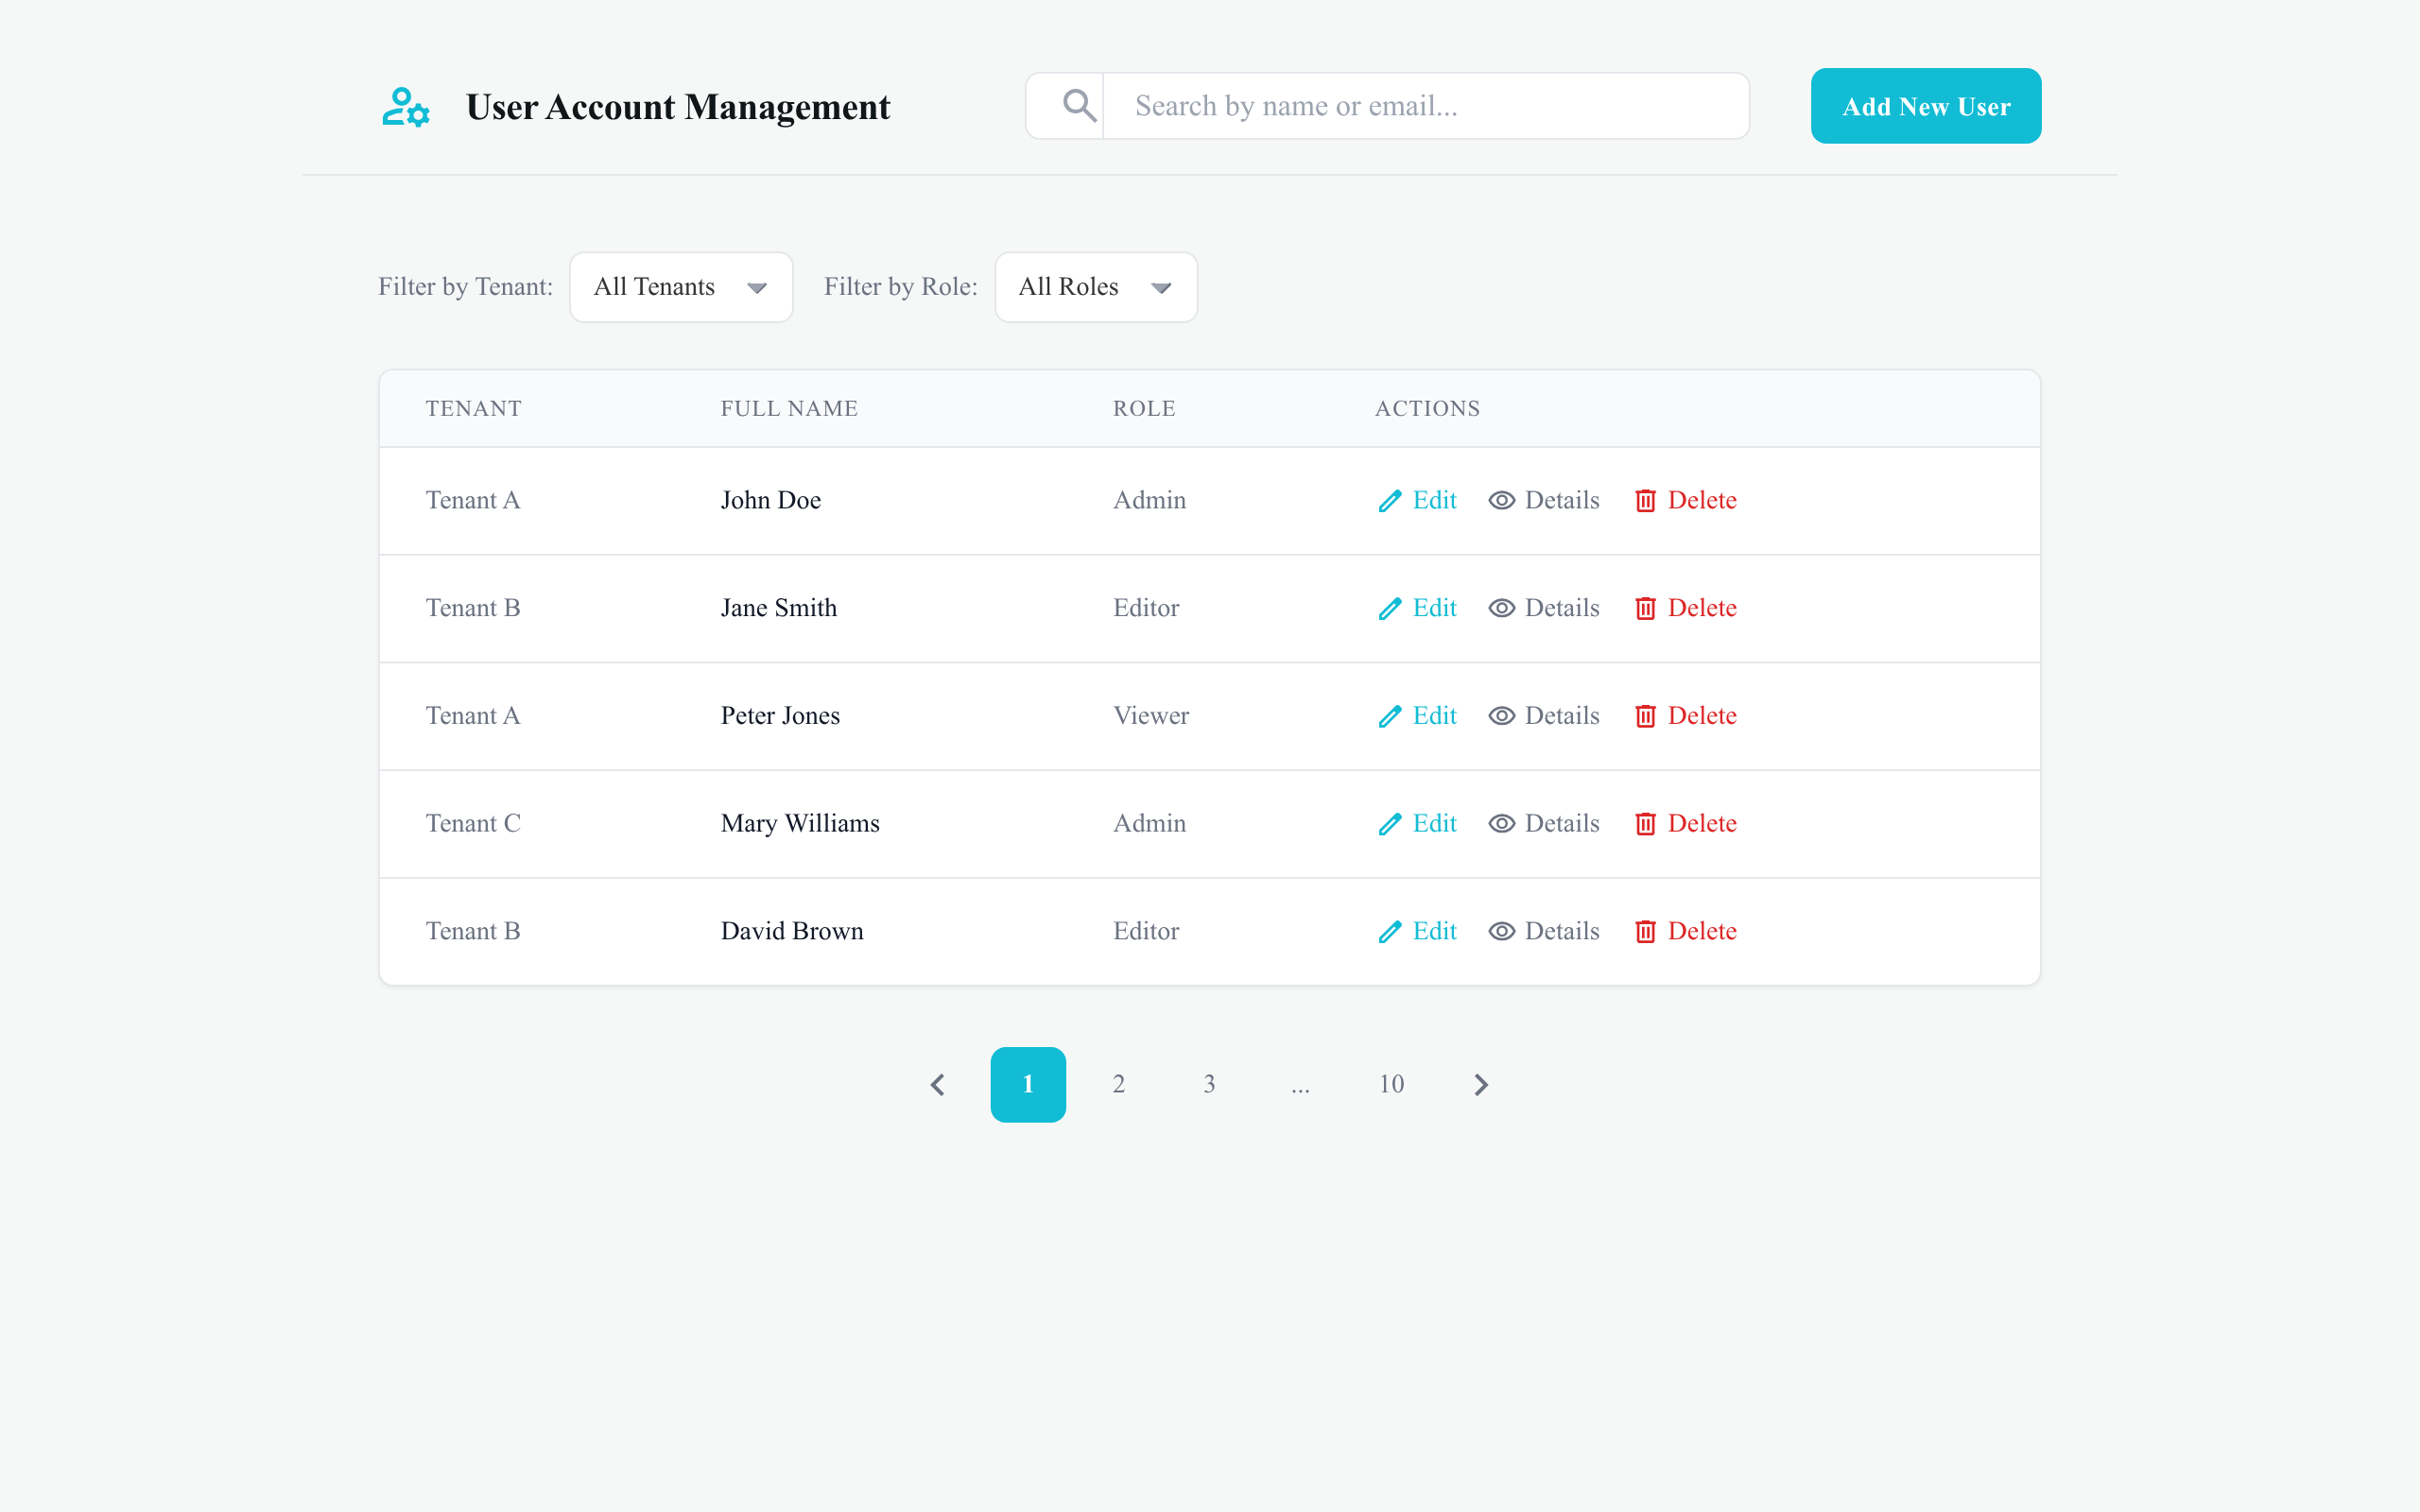 User Account Management
Search by name or email...
Add New User
Filter by Tenant: All Tenants Filter by Role: All Roles
TENANT FULL NAME ROLE ACTIONS
Tenant A John Doe Admin Edit Details Delete
Tenant B Jane Smith Editor Edit Details Delete
Tenant A Peter Jones Viewer Edit Details Delete
Tenant C Mary Williams Admin Edit Details Delete
Tenant B David Brown Editor Edit Details Delete
1 2 3 ... 10